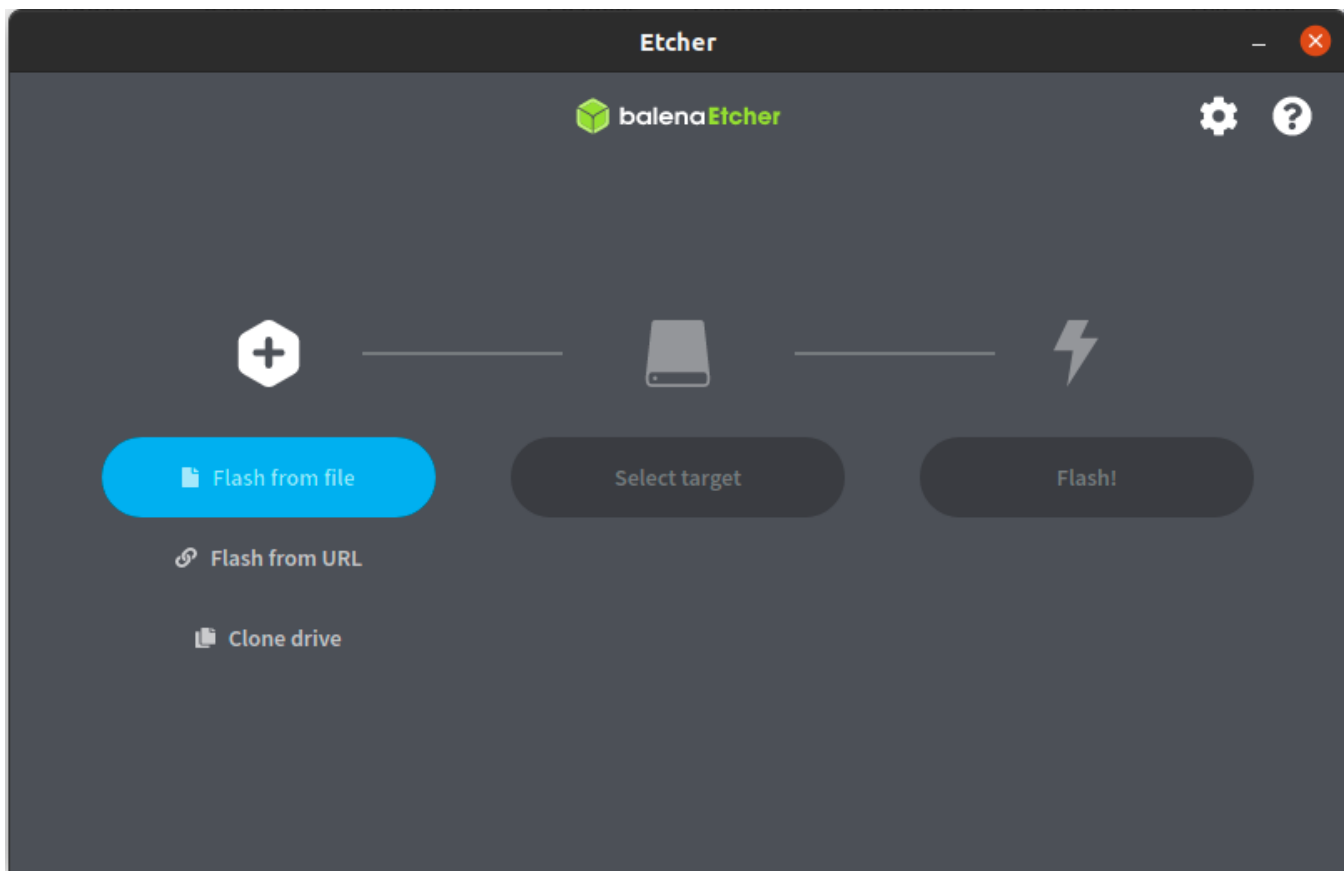 Etcher
balenaEtcher
Flash from file
Select target
Flash!
Flash from URL
Clone drive